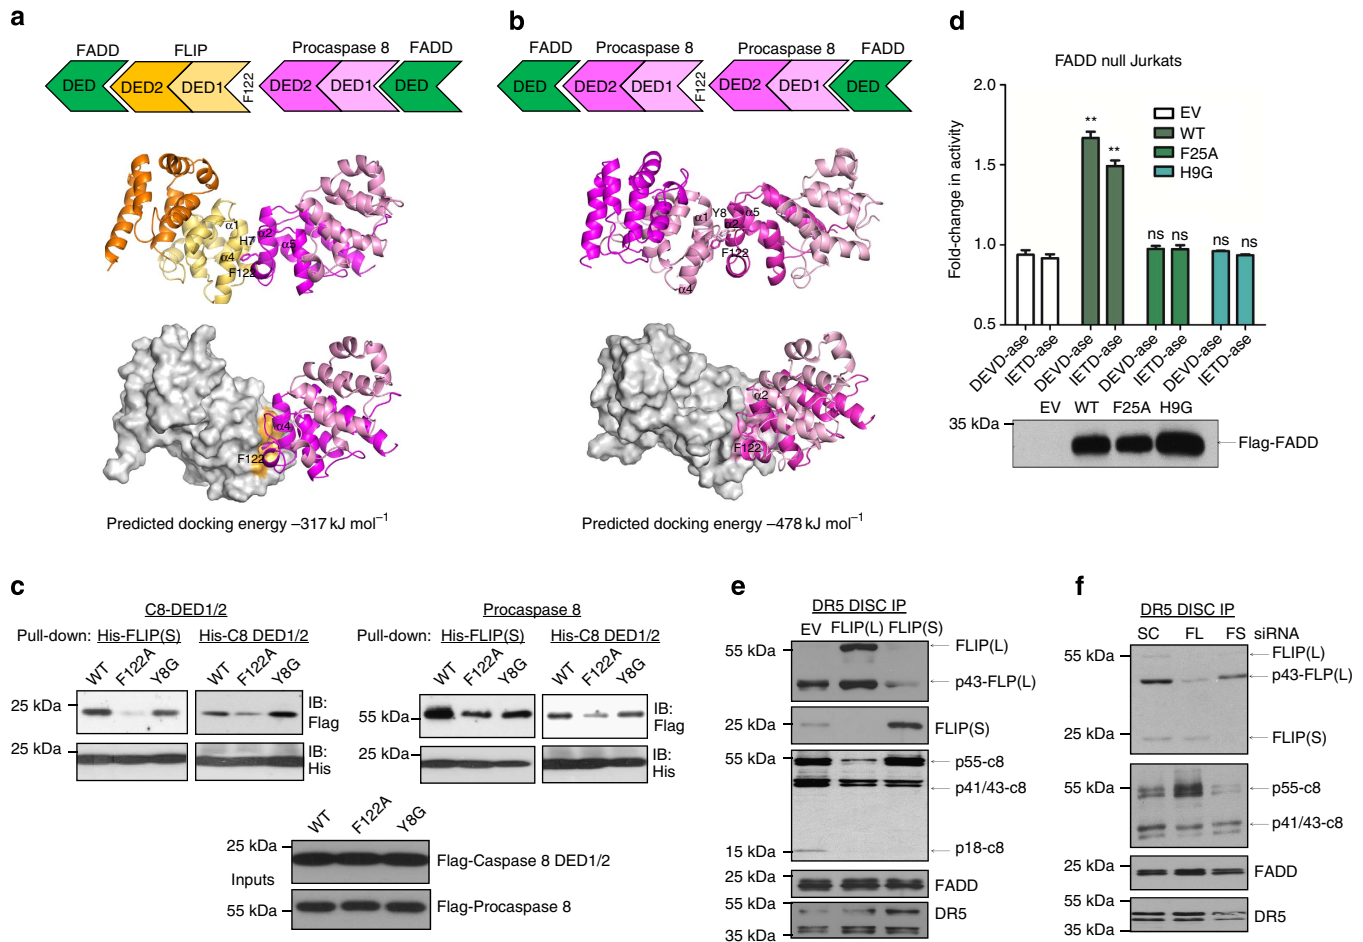 a
FADD FLIP Procaspase 8 FADD
DED DED2 DED1 F122 DED2 DED1 DED
α1 H7 α4 F122 α2 α5
α4
F122
Predicted docking energy –317 kJ mol–1
b
FADD Procaspase 8 Procaspase 8 FADD
DED DED2 DED1 F122 DED2 DED1 DED
α1 Y8 α2 α5 F122 α4
α2
F122
Predicted docking energy –478 kJ mol–1
d
FADD null Jurkats
Fold-change in activity
2.0
1.5
1.0
0.5
EV
WT
F25A
H9G
** ** ns ns ns ns
DEVD-ase IETD-ase DEVD-ase IETD-ase DEVD-ase IETD-ase DEVD-ase IETD-ase
EV WT F25A H9G
35 kDa
Flag-FADD
c
C8-DED1/2
Pull-down: His-FLIP(S) His-C8 DED1/2
WT F122A Y8G WT F122A Y8G
25 kDa IB: Flag
25 kDa IB: His
Procaspase 8
Pull-down: His-FLIP(S) His-C8 DED1/2
WT F122A Y8G WT F122A Y8G
55 kDa IB: Flag
25 kDa IB: His
WT F122A Y8G
25 kDa Flag-Caspase 8 DED1/2
Inputs
55 kDa Flag-Procaspase 8
e
DR5 DISC IP
EV FLIP(L) FLIP(S)
55 kDa FLIP(L)
p43-FLP(L)
25 kDa FLIP(S)
55 kDa p55-c8
p41/43-c8
15 kDa p18-c8
25 kDa FADD
55 kDa DR5
35 kDa
f
DR5 DISC IP
SC FL FS siRNA
55 kDa FLIP(L)
p43-FLP(L)
25 kDa FLIP(S)
55 kDa p55-c8
p41/43-c8
25 kDa FADD
55 kDa DR5
35 kDa